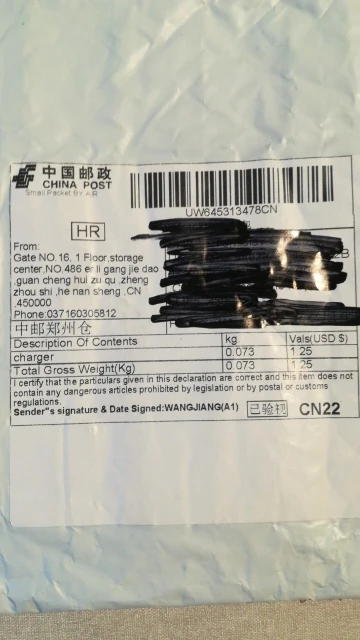 中国邮政
CHINA POST
Small Packet BY AIR
UW645313478CN
HR
From:
Gate NO.16, 1 Floor,storage
center,NO.486 er li gang jie dao
,guan cheng hui zu qu ,zheng
zhou shi ,he nan sheng ,CN
,450000
Phone:037160305812
中邮郑州仓
Description Of Contents kg Vals(USD $)
charger 0.073 1.25
Total Gross Weight(Kg) 0.073 1.25
I certify that the particulars given in this declaration are correct and this item does not
contain any dangerous articles prohibited by legislation or by postal or customs
regulations.
Sender"s signature & Date Signed:WANGJIANG(A1) 已验视 CN22